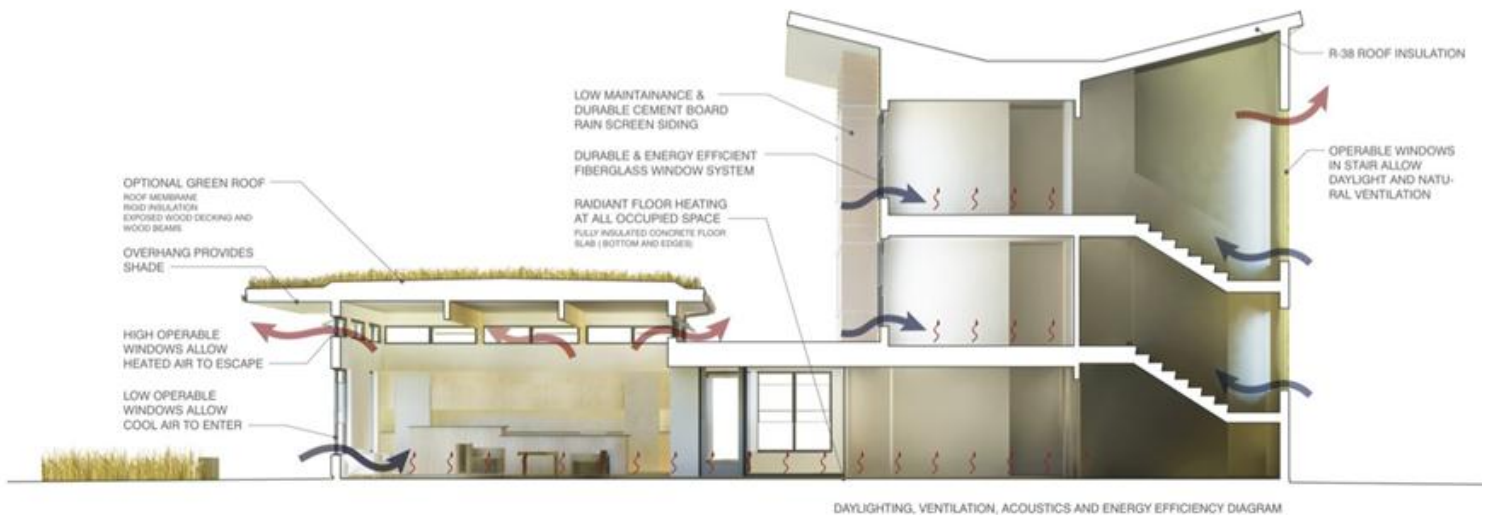 OPTIONAL GREEN ROOF
ROOF MEMBRANE
RIGID INSULATION
EXPOSED WOOD DECKING AND
WOOD BEAMS
OVERHANG PROVIDES
SHADE
HIGH OPERABLE
WINDOWS ALLOW
HEATED AIR TO ESCAPE
LOW OPERABLE
WINDOWS ALLOW
COOL AIR TO ENTER
LOW MAINTAINANCE &
DURABLE CEMENT BOARD
RAIN SCREEN SIDING
DURABLE & ENERGY EFFICIENT
FIBERGLASS WINDOW SYSTEM
RAIDIANT FLOOR HEATING
AT ALL OCCUPIED SPACE
FULLY INSULATED CONCRETE FLOOR
SLAB ( BOTTOM AND EDGES)
R-38 ROOF INSULATION
OPERABLE WINDOWS
IN STAIR ALLOW
DAYLIGHT AND NATU-
RAL VENTILATION
DAYLIGHTING, VENTILATION, ACOUSTICS AND ENERGY EFFICIENCY DIAGRAM